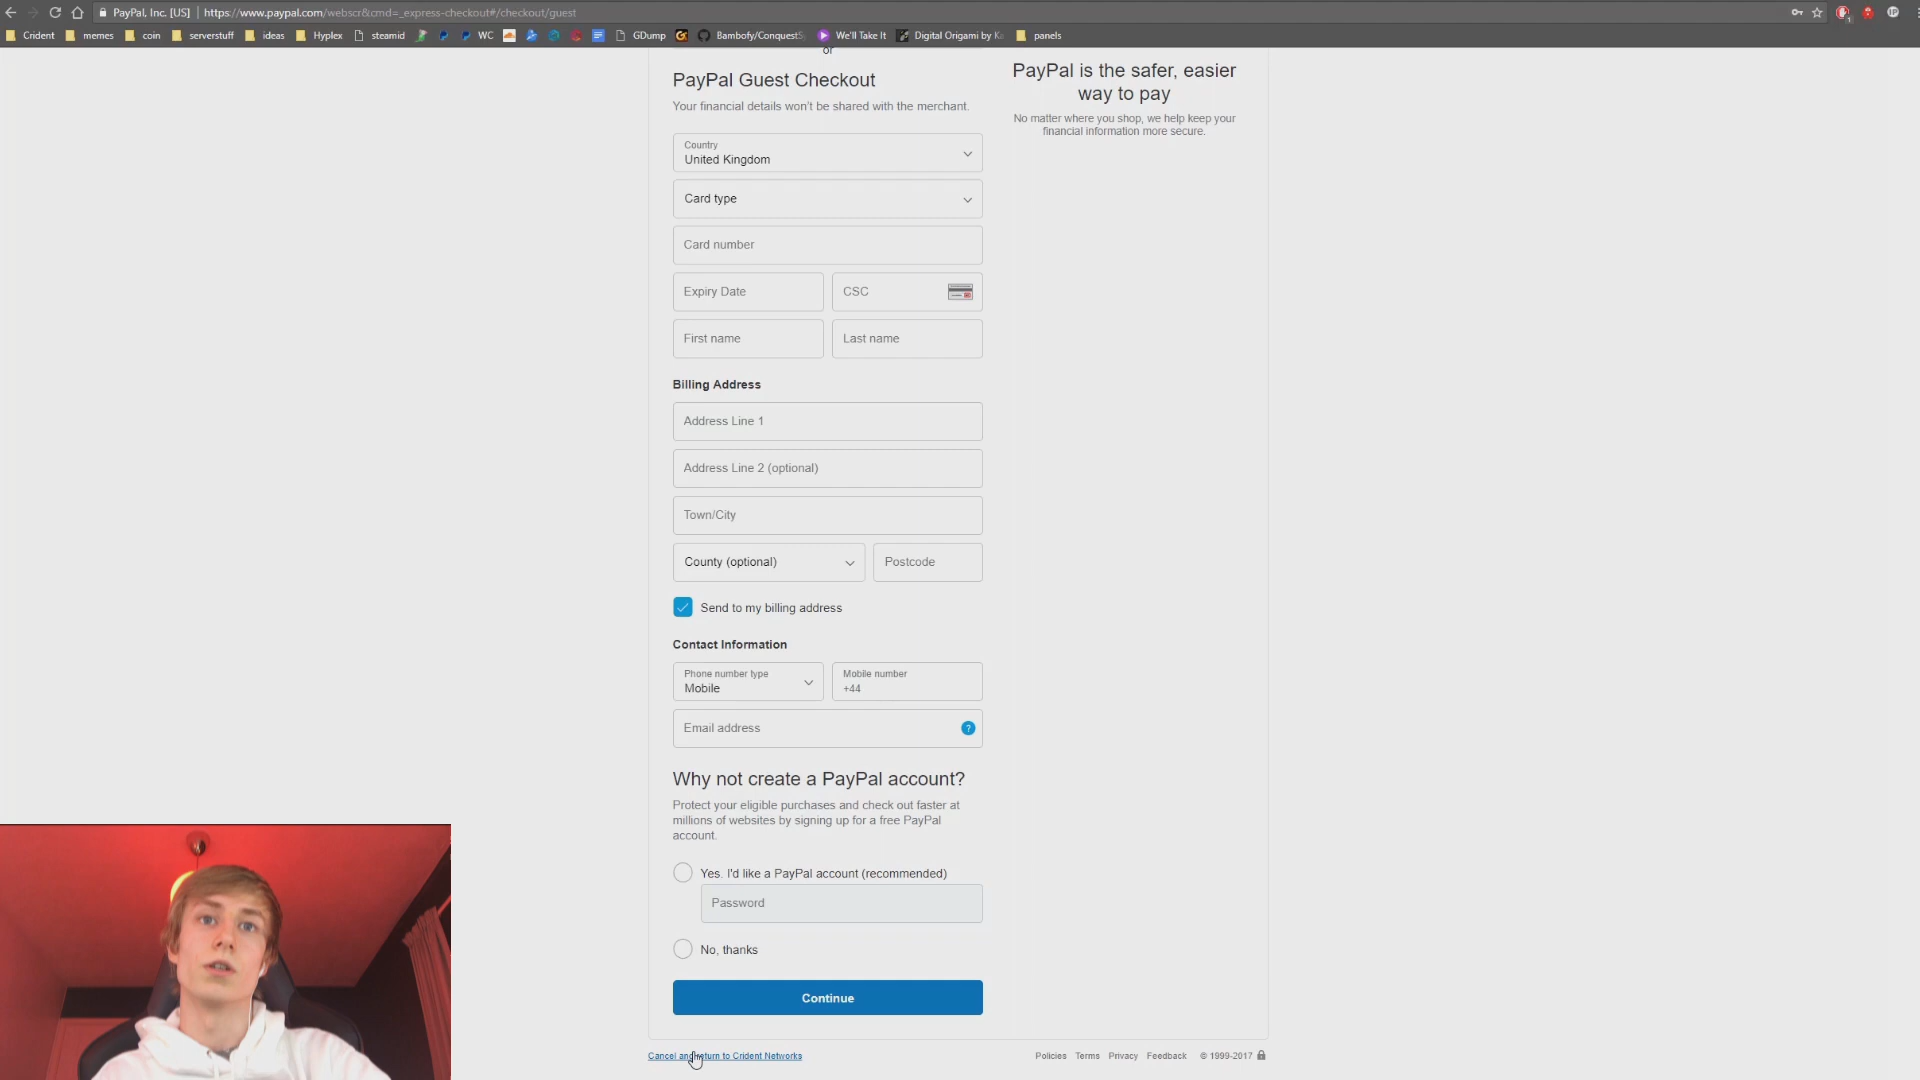 PayPal, Inc. [US] | https://www.paypal.com/webscr&cmd=_express-checkout#/checkout/guest
Crident memes coin serverstuff ideas Hyplex steamid WC GDump Bambofy/Conquest We'll Take It Digital Origami by Ka panels
or
PayPal Guest Checkout
Your financial details won't be shared with the merchant.
Country
United Kingdom
Card type
Card number
Expiry Date CSC
First name Last name
Billing Address
Address Line 1
Address Line 2 (optional)
Town/City
County (optional) Postcode
Send to my billing address
Contact Information
Phone number type Mobile number
Mobile +44
Email address ?
Why not create a PayPal account?
Protect your eligible purchases and check out faster at
millions of websites by signing up for a free PayPal
account.
Yes. I'd like a PayPal account (recommended)
Password
No, thanks
Continue
Cancel and return to Crident Networks
PayPal is the safer, easier
way to pay
No matter where you shop, we help keep your
financial information more secure.
Policies Terms Privacy Feedback © 1999-2017